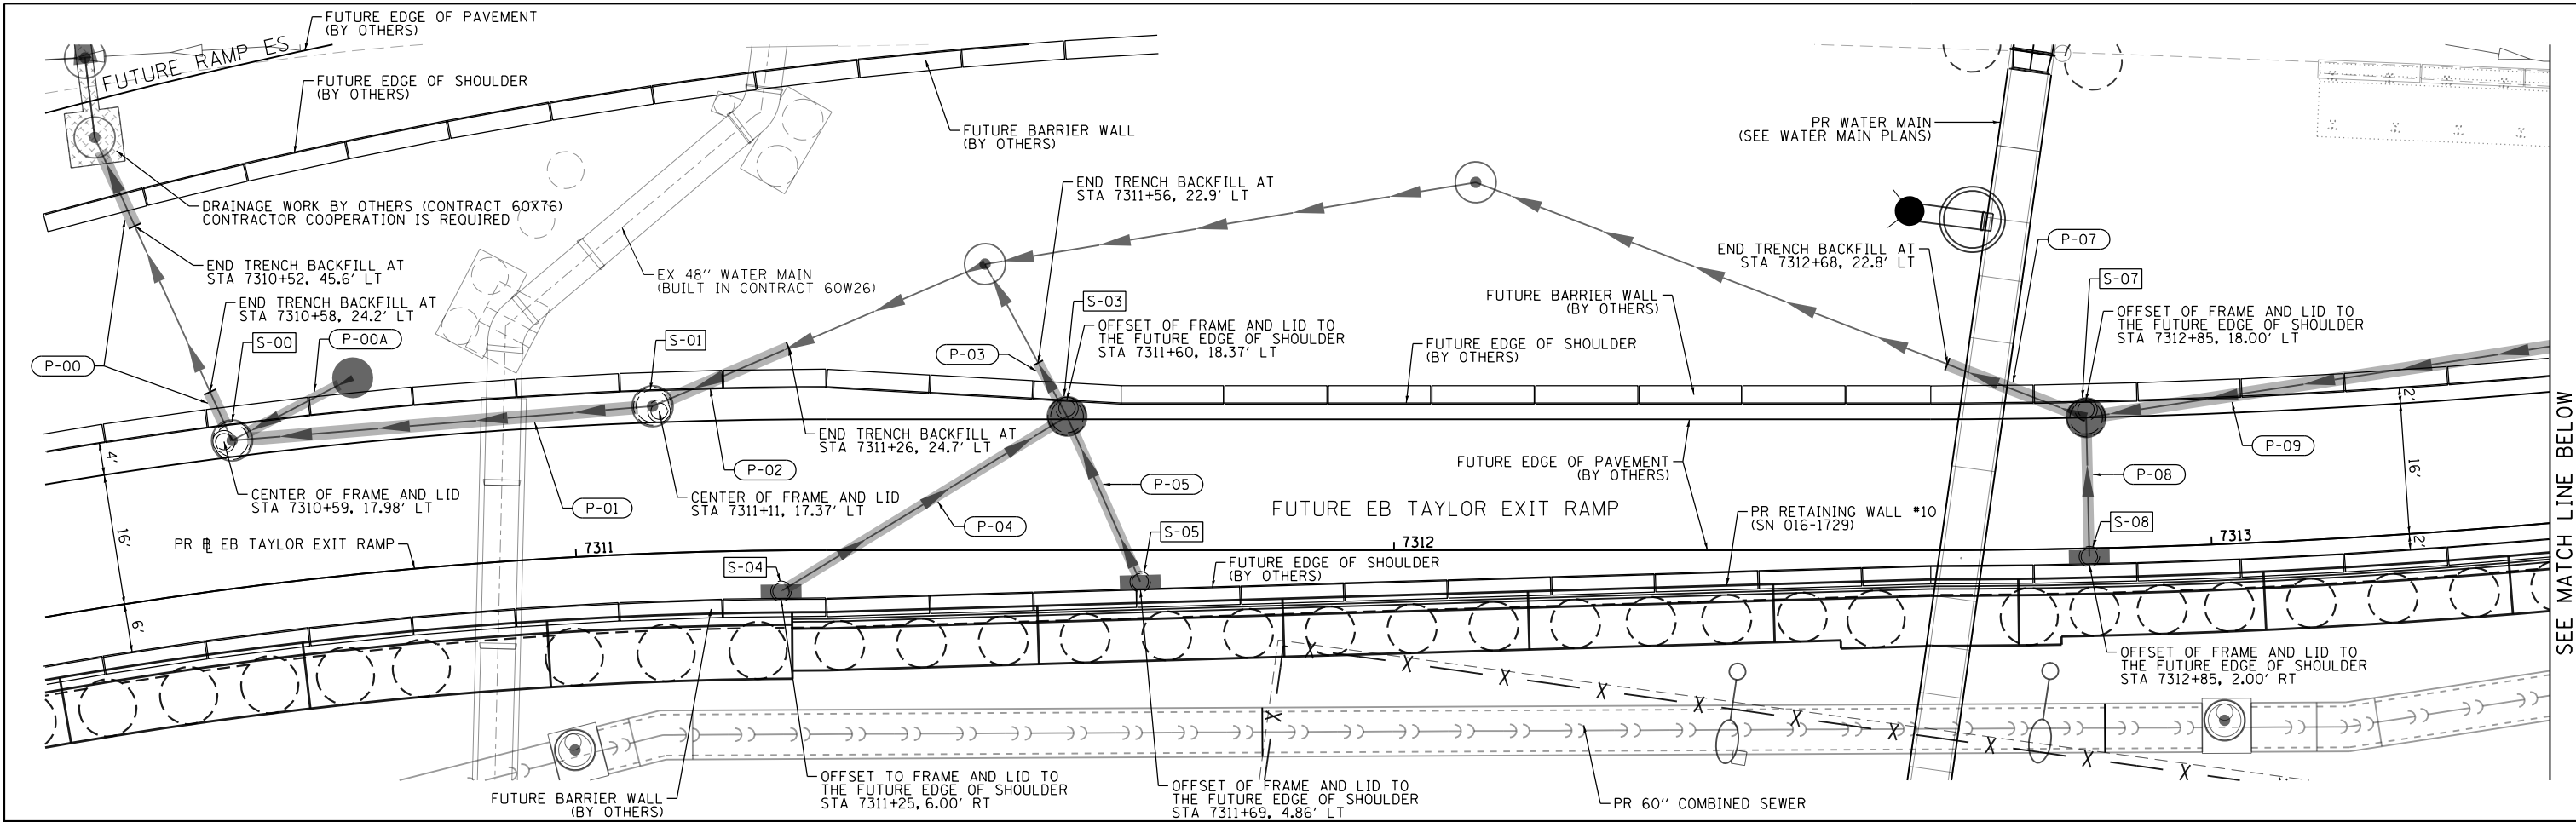 FUTURE EDGE OF PAVEMENT
(BY OTHERS)
FUTURE RAMP ES
FUTURE EDGE OF SHOULDER
(BY OTHERS)
FUTURE BARRIER WALL
(BY OTHERS)
PR WATER MAIN
(SEE WATER MAIN PLANS)
DRAINAGE WORK BY OTHERS (CONTRACT 60X76)
CONTRACTOR COOPERATION IS REQUIRED
END TRENCH BACKFILL AT
STA 7311+56, 22.9' LT
END TRENCH BACKFILL AT
STA 7310+52, 45.6' LT
EX 48" WATER MAIN
(BUILT IN CONTRACT 60W26)
END TRENCH BACKFILL AT
STA 7312+68, 22.8' LT
P-07
END TRENCH BACKFILL AT
STA 7310+58, 24.2' LT
S-00
P-00A
P-00
S-01
P-03
S-03
OFFSET OF FRAME AND LID TO
THE FUTURE EDGE OF SHOULDER
STA 7311+60, 18.37' LT
FUTURE BARRIER WALL
(BY OTHERS)
FUTURE EDGE OF SHOULDER
(BY OTHERS)
S-07
OFFSET OF FRAME AND LID TO
THE FUTURE EDGE OF SHOULDER
STA 7312+85, 18.00' LT
END TRENCH BACKFILL AT
STA 7311+26, 24.7' LT
P-02
CENTER OF FRAME AND LID
STA 7310+59, 17.98' LT
P-01
CENTER OF FRAME AND LID
STA 7311+11, 17.37' LT
P-04
P-05
FUTURE EDGE OF PAVEMENT
(BY OTHERS)
P-09
P-08
4'
16'
6'
2'
16'
2'
FUTURE EB TAYLOR EXIT RAMP
PR RETAINING WALL #10
(SN 016-1729)
PR ℄ EB TAYLOR EXIT RAMP
7311
7312
7313
S-04
S-05
S-08
FUTURE EDGE OF SHOULDER
(BY OTHERS)
X
X
X
X
X
X
X
X
X
X
X
OFFSET OF FRAME AND LID TO
THE FUTURE EDGE OF SHOULDER
STA 7312+85, 2.00' RT
FUTURE BARRIER WALL
(BY OTHERS)
OFFSET TO FRAME AND LID TO
THE FUTURE EDGE OF SHOULDER
STA 7311+25, 6.00' RT
OFFSET OF FRAME AND LID TO
THE FUTURE EDGE OF SHOULDER
STA 7311+69, 4.86' LT
PR 60" COMBINED SEWER
SEE MATCH LINE BELOW